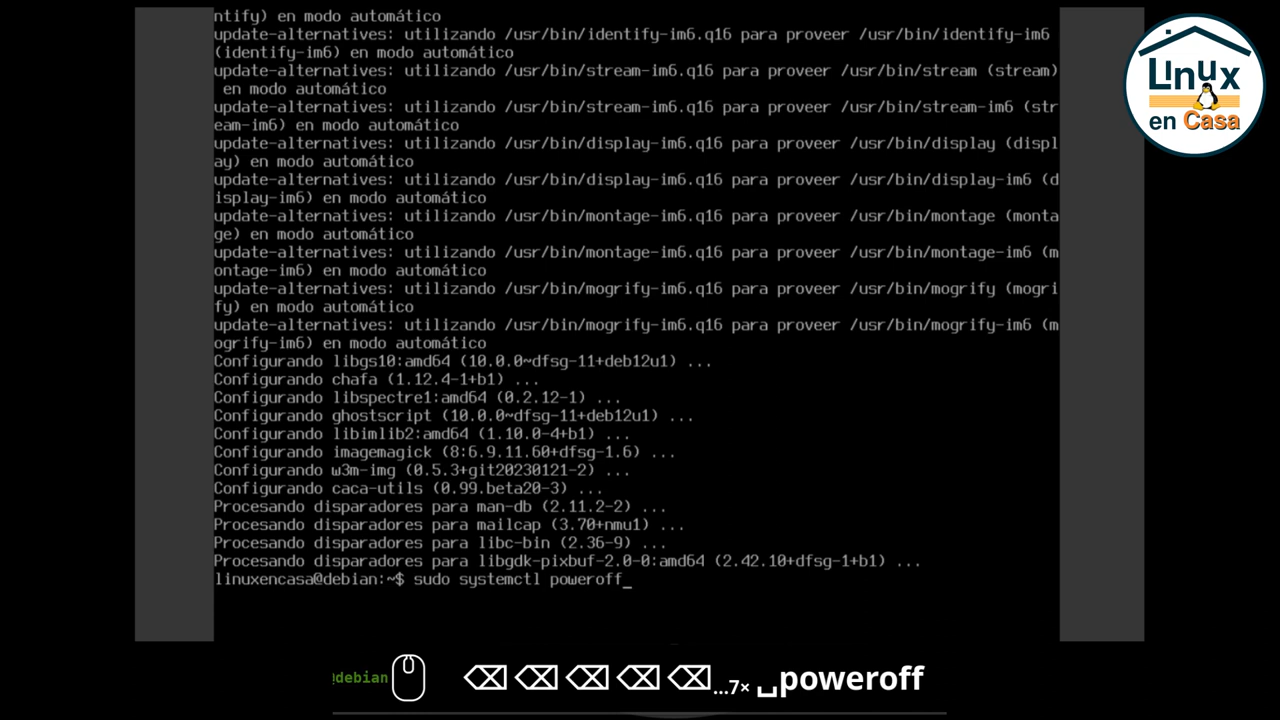 ntify) en modo automático
update-alternatives: utilizando /usr/bin/identify-im6.q16 para proveer /usr/bin/identify-im6
(identify-im6) en modo automático
update-alternatives: utilizando /usr/bin/stream-im6.q16 para proveer /usr/bin/stream (stream)
 en modo automático
update-alternatives: utilizando /usr/bin/stream-im6.q16 para proveer /usr/bin/stream-im6 (str
eam-im6) en modo automático
update-alternatives: utilizando /usr/bin/display-im6.q16 para proveer /usr/bin/display (displ
ay) en modo automático
update-alternatives: utilizando /usr/bin/display-im6.q16 para proveer /usr/bin/display-im6 (d
isplay-im6) en modo automático
update-alternatives: utilizando /usr/bin/montage-im6.q16 para proveer /usr/bin/montage (monta
ge) en modo automático
update-alternatives: utilizando /usr/bin/montage-im6.q16 para proveer /usr/bin/montage-im6 (m
ontage-im6) en modo automático
update-alternatives: utilizando /usr/bin/mogrify-im6.q16 para proveer /usr/bin/mogrify (mogri
fy) en modo automático
update-alternatives: utilizando /usr/bin/mogrify-im6.q16 para proveer /usr/bin/mogrify-im6 (m
ogrify-im6) en modo automático
Configurando libgs10:amd64 (10.0.0~dfsg-11+deb12u1) ...
Configurando chafa (1.12.4-1+b1) ...
Configurando libspectre1:amd64 (0.2.12-1) ...
Configurando ghostscript (10.0.0~dfsg-11+deb12u1) ...
Configurando libimlib2:amd64 (1.10.0-4+b1) ...
Configurando imagemagick (8:6.9.11.60+dfsg-1.6) ...
Configurando w3m-img (0.5.3+git20230121-2) ...
Configurando caca-utils (0.99.beta20-3) ...
Procesando disparadores para man-db (2.11.2-2) ...
Procesando disparadores para mailcap (3.70+nmu1) ...
Procesando disparadores para libc-bin (2.36-9) ...
Procesando disparadores para libgdk-pixbuf-2.0-0:amd64 (2.42.10+dfsg-1+b1) ...
linuxencasa@debian:~$ sudo systemctl poweroff_
Linux
en Casa
@debian ⌫⌫⌫⌫⌫...7× ␣poweroff